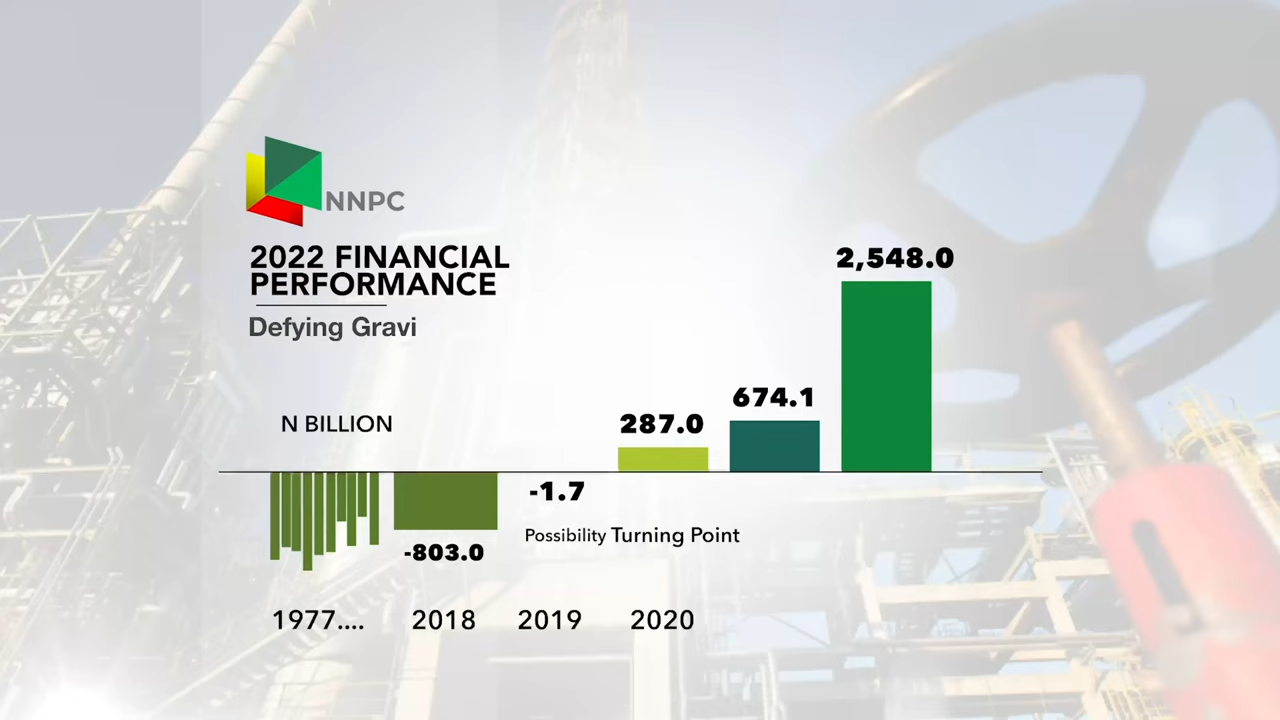 NNPC
2022 FINANCIAL
PERFORMANCE
Defying Gravi
N BILLION
2,548.0
674.1
287.0
-1.7
-803.0
Possibility Turning Point
1977.... 2018 2019 2020